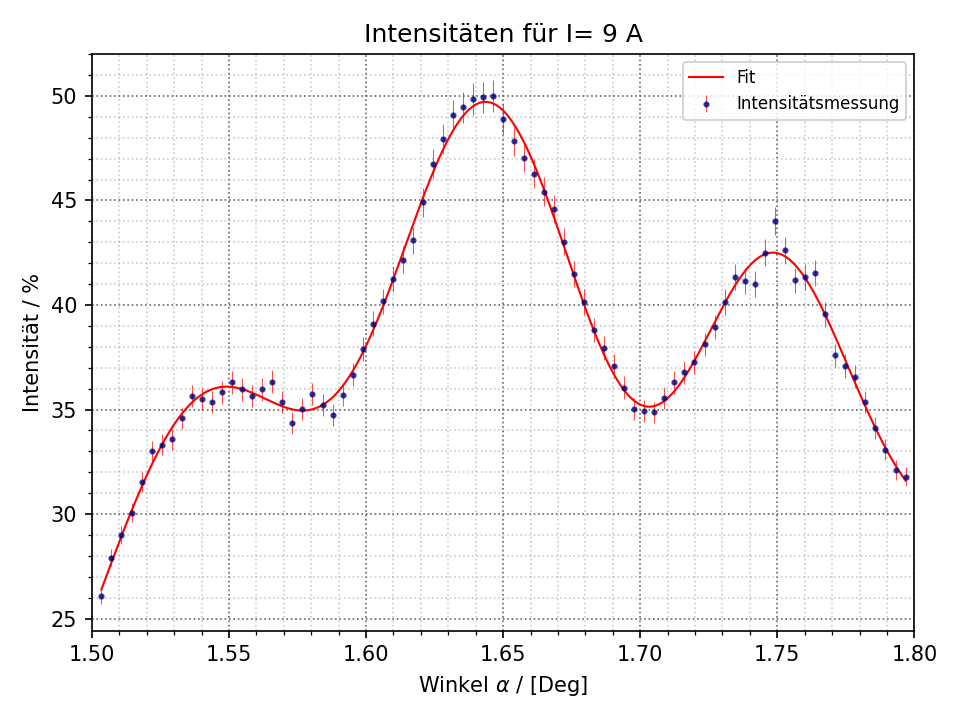 Intensitäten für I= 9 A
Fit
Intensitätsmessung
Intensität / %
50
45
40
35
30
25
1.50 1.55 1.60 1.65 1.70 1.75 1.80
Winkel α / [Deg]